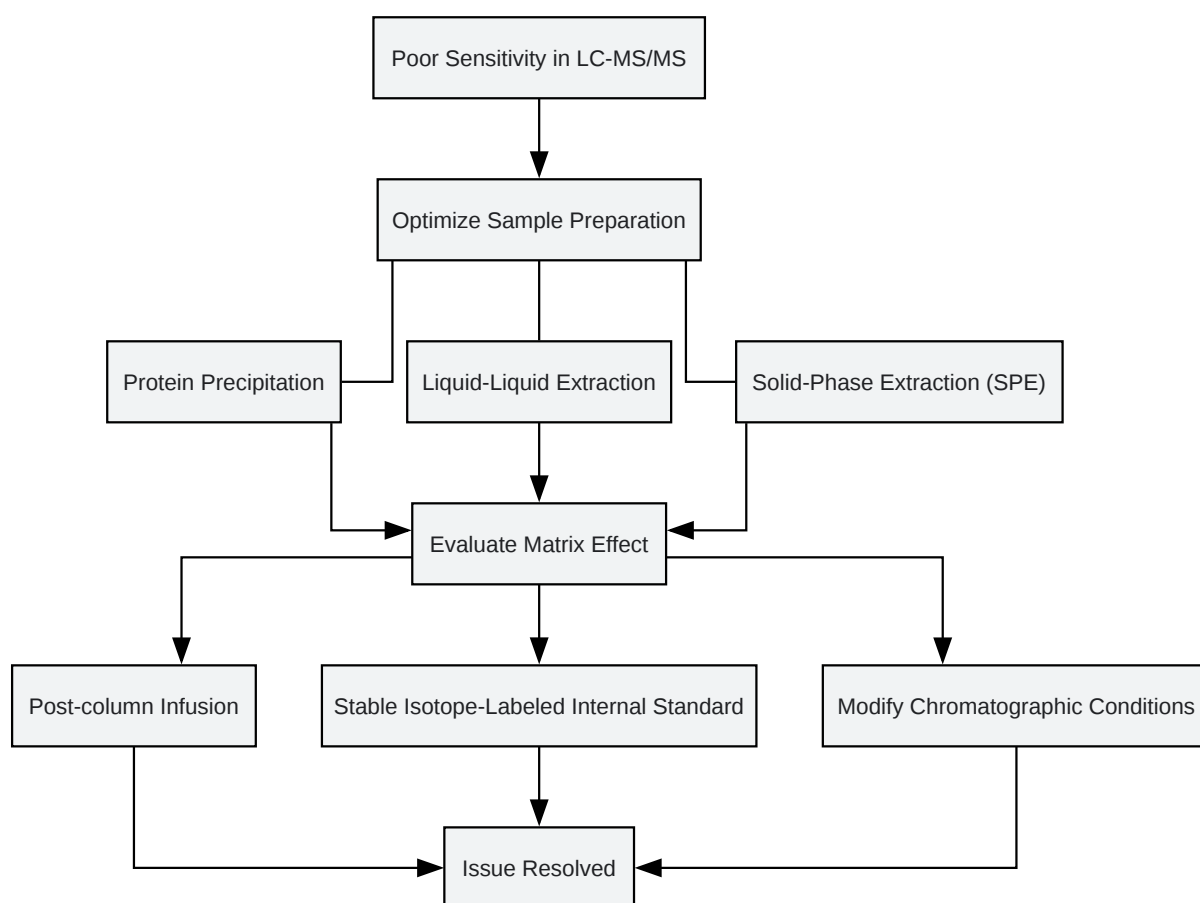 Poor Sensitivity in LC-MS/MS
Optimize Sample Preparation
Protein Precipitation
Liquid-Liquid Extraction
Solid-Phase Extraction (SPE)
Evaluate Matrix Effect
Post-column Infusion
Stable Isotope-Labeled Internal Standard
Modify Chromatographic Conditions
Issue Resolved